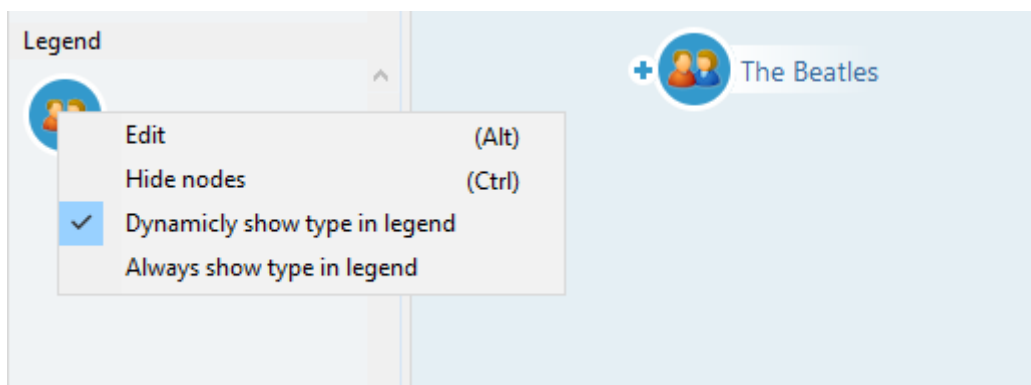 Legend
The Beatles
Edit (Alt)
Hide nodes (Ctrl)
Dynamicly show type in legend
Always show type in legend